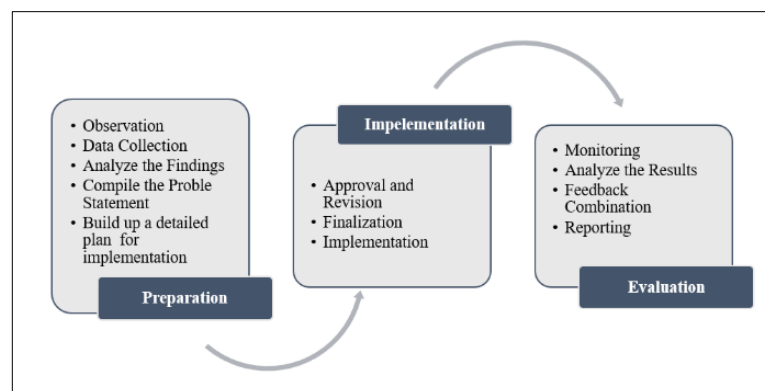 • Observation
• Data Collection
• Analyze the Findings
• Compile the Proble
Statement
• Build up a detailed
plan for
implementation
Preparation
Impelementation
• Approval and
Revision
• Finalization
• Implementation
• Monitoring
• Analyze the Results
• Feedback
Combination
• Reporting
Evaluation